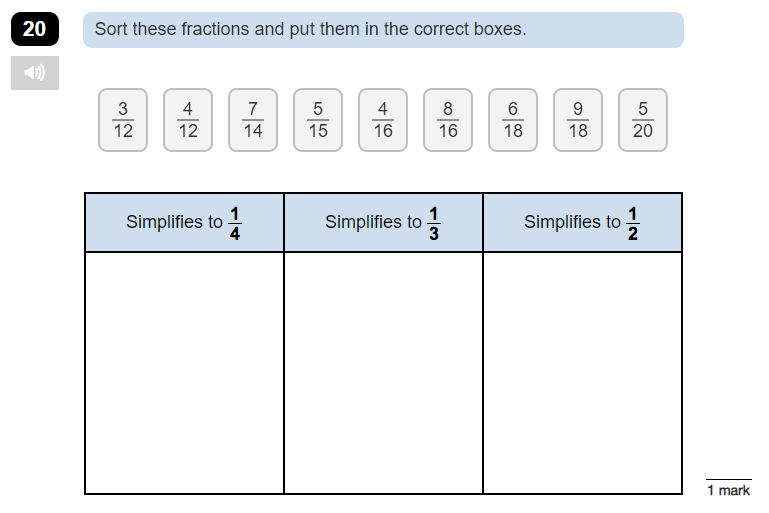 20 Sort these fractions and put them in the correct boxes.
3/12 4/12 7/14 5/15 4/16 8/16 6/18 9/18 5/20
Simplifies to 1/4 Simplifies to 1/3 Simplifies to 1/2
1 mark